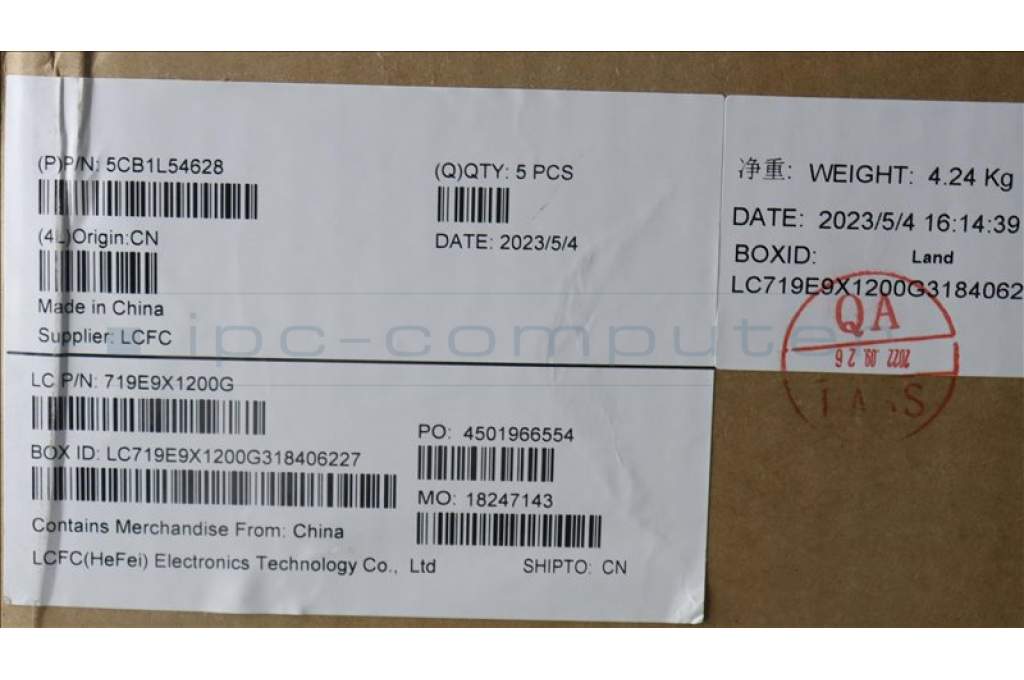 (P)P/N: 5CB1L54628
(Q)QTY: 5 PCS
(4L)Origin:CN
DATE: 2023/5/4
Made in China
Supplier: LCFC
净重: WEIGHT: 4.24 Kg
DATE: 2023/5/4 16:14:39
BOXID: Land
LC719E9X1200G3184062
QA
2022.09.26
ipc-compute
LC P/N: 719E9X1200G
BOX ID: LC719E9X1200G318406227
PO: 4501966554
MO: 18247143
Contains Merchandise From: China
LCFC(HeFei) Electronics Technology Co., Ltd
SHIPTO: CN